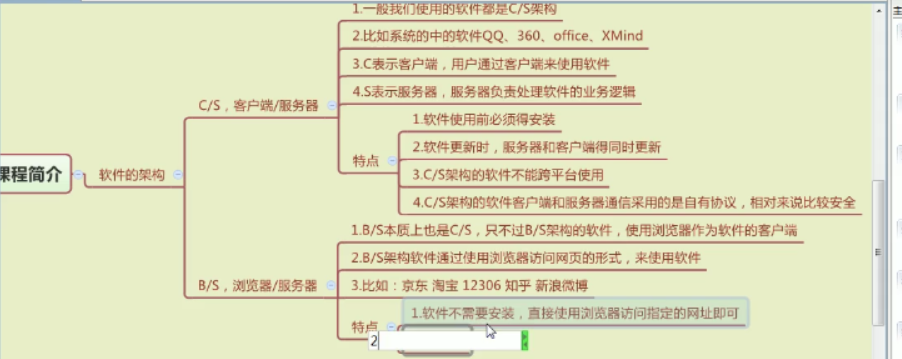 1.一般我们使用的软件都是C/S架构
2.比如系统的中的软件QQ、360、office、XMind
3.C表示客户端，用户通过客户端来使用软件
C/S，客户端/服务器
4.S表示服务器，服务器负责处理软件的业务逻辑
1.软件使用前必须得安装
2.软件更新时，服务器和客户端得同时更新
特点
3.C/S架构的软件不能跨平台使用
课程简介
软件的架构
4.C/S架构的软件客户端和服务器通信采用的是自有协议，相对来说比较安全
1.B/S本质上也是C/S，只不过B/S架构的软件，使用浏览器作为软件的客户端
2.B/S架构软件通过使用浏览器访问网页的形式，来使用软件
B/S，浏览器/服务器
3.比如：京东 淘宝 12306 知乎 新浪微博
1.软件不需要安装，直接使用浏览器访问指定的网址即可
特点
2